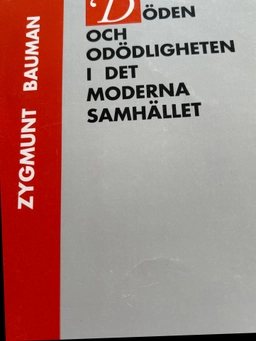 DÖDEN
OCH
ODÖDLIGHETEN
I DET
MODERNA
SAMHÄLLET
ZYGMUNT BAUMAN